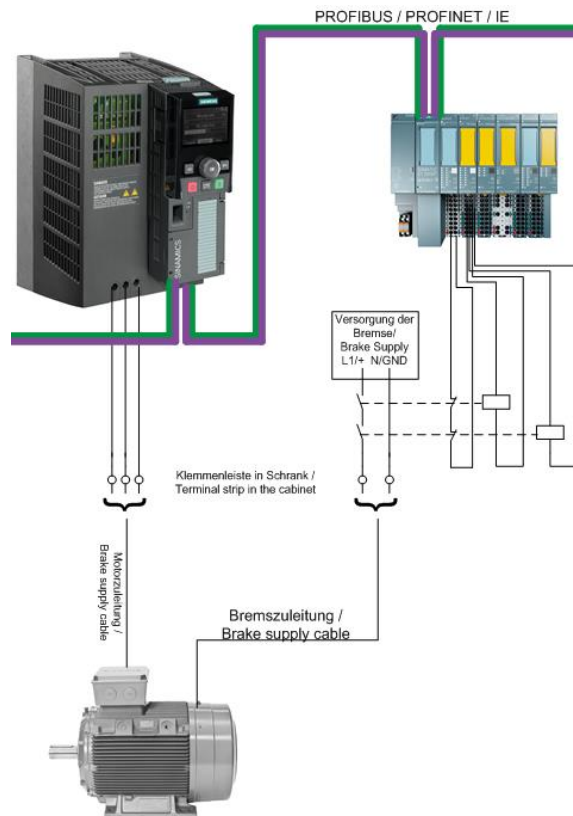 PROFIBUS / PROFINET / IE
SIEMENS
SINAMICS
Versorgung der
Bremse/
Brake Supply
L1/+ N/GND
Klemmenleiste in Schrank /
Terminal strip in the cabinet
Motorzuleitung /
Brake supply cable
Bremszuleitung /
Brake supply cable